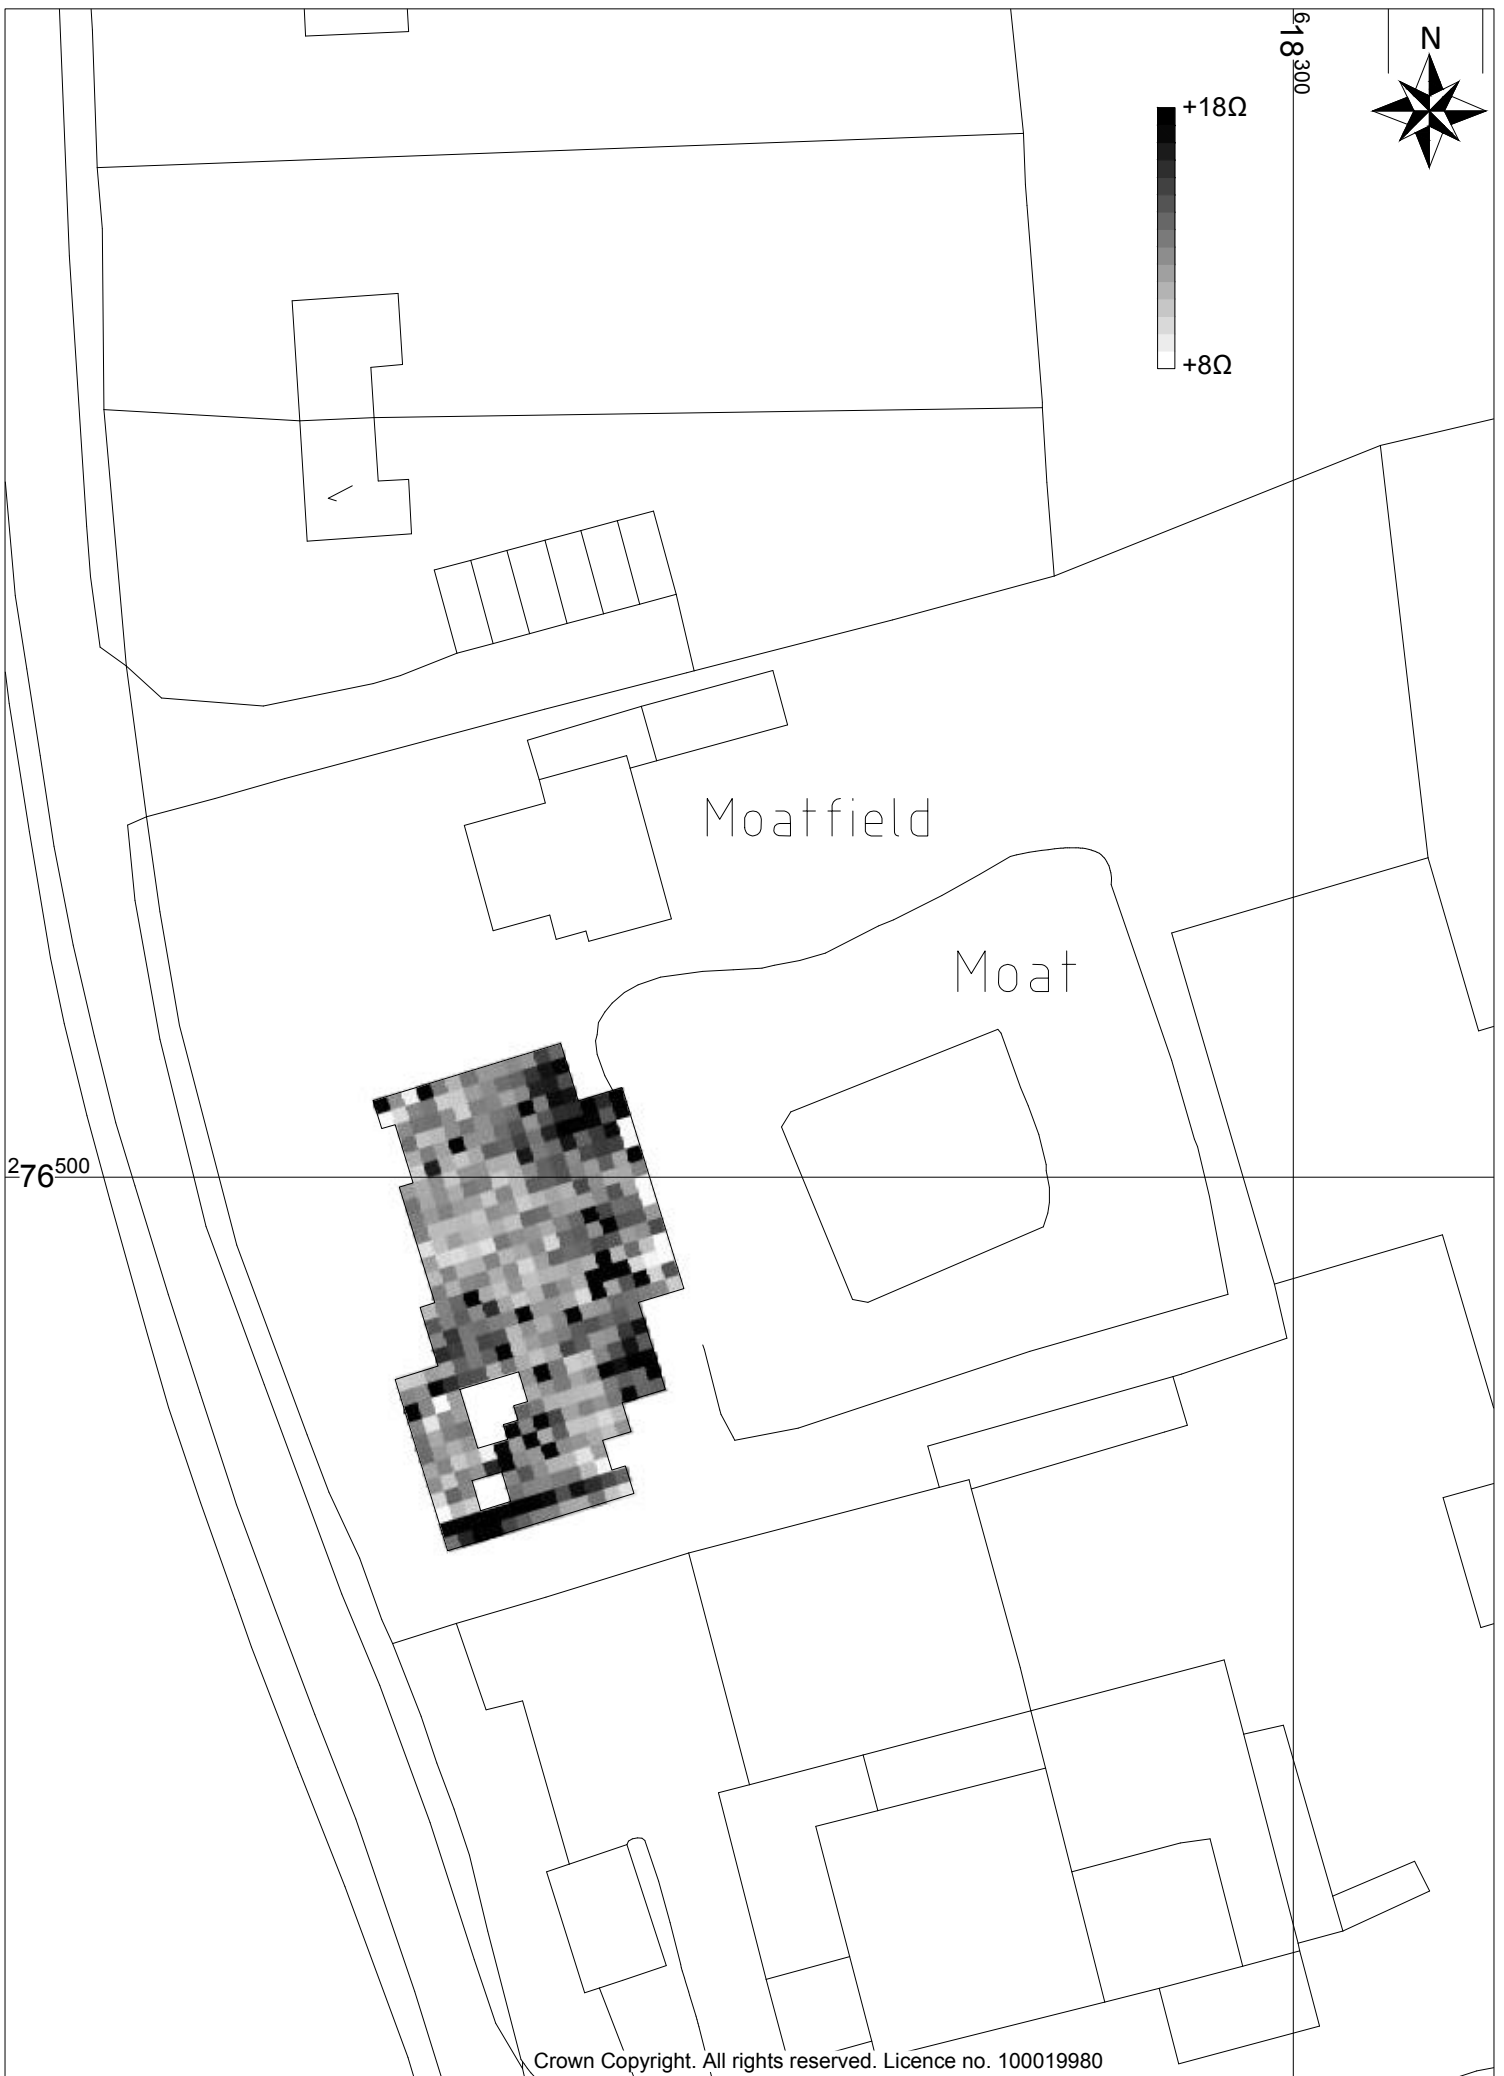 N
618300
+18Ω
+8Ω
Moatfield
Moat
276500
Crown Copyright. All rights reserved. Licence no. 100019980